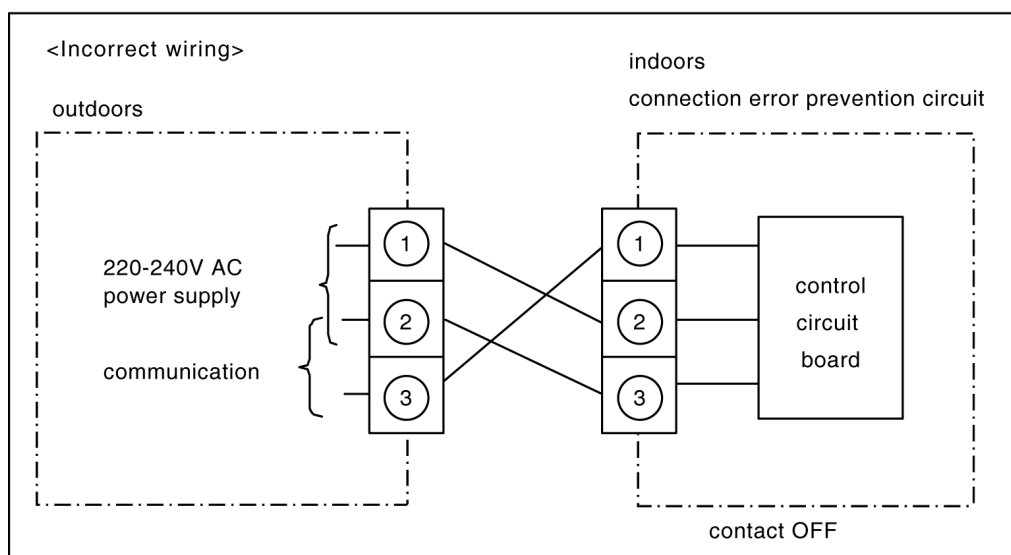 <Incorrect wiring>
outdoors
indoors
connection error prevention circuit
220-240V AC
power supply
communication
1
2
3
1
2
3
control
circuit
board
contact OFF